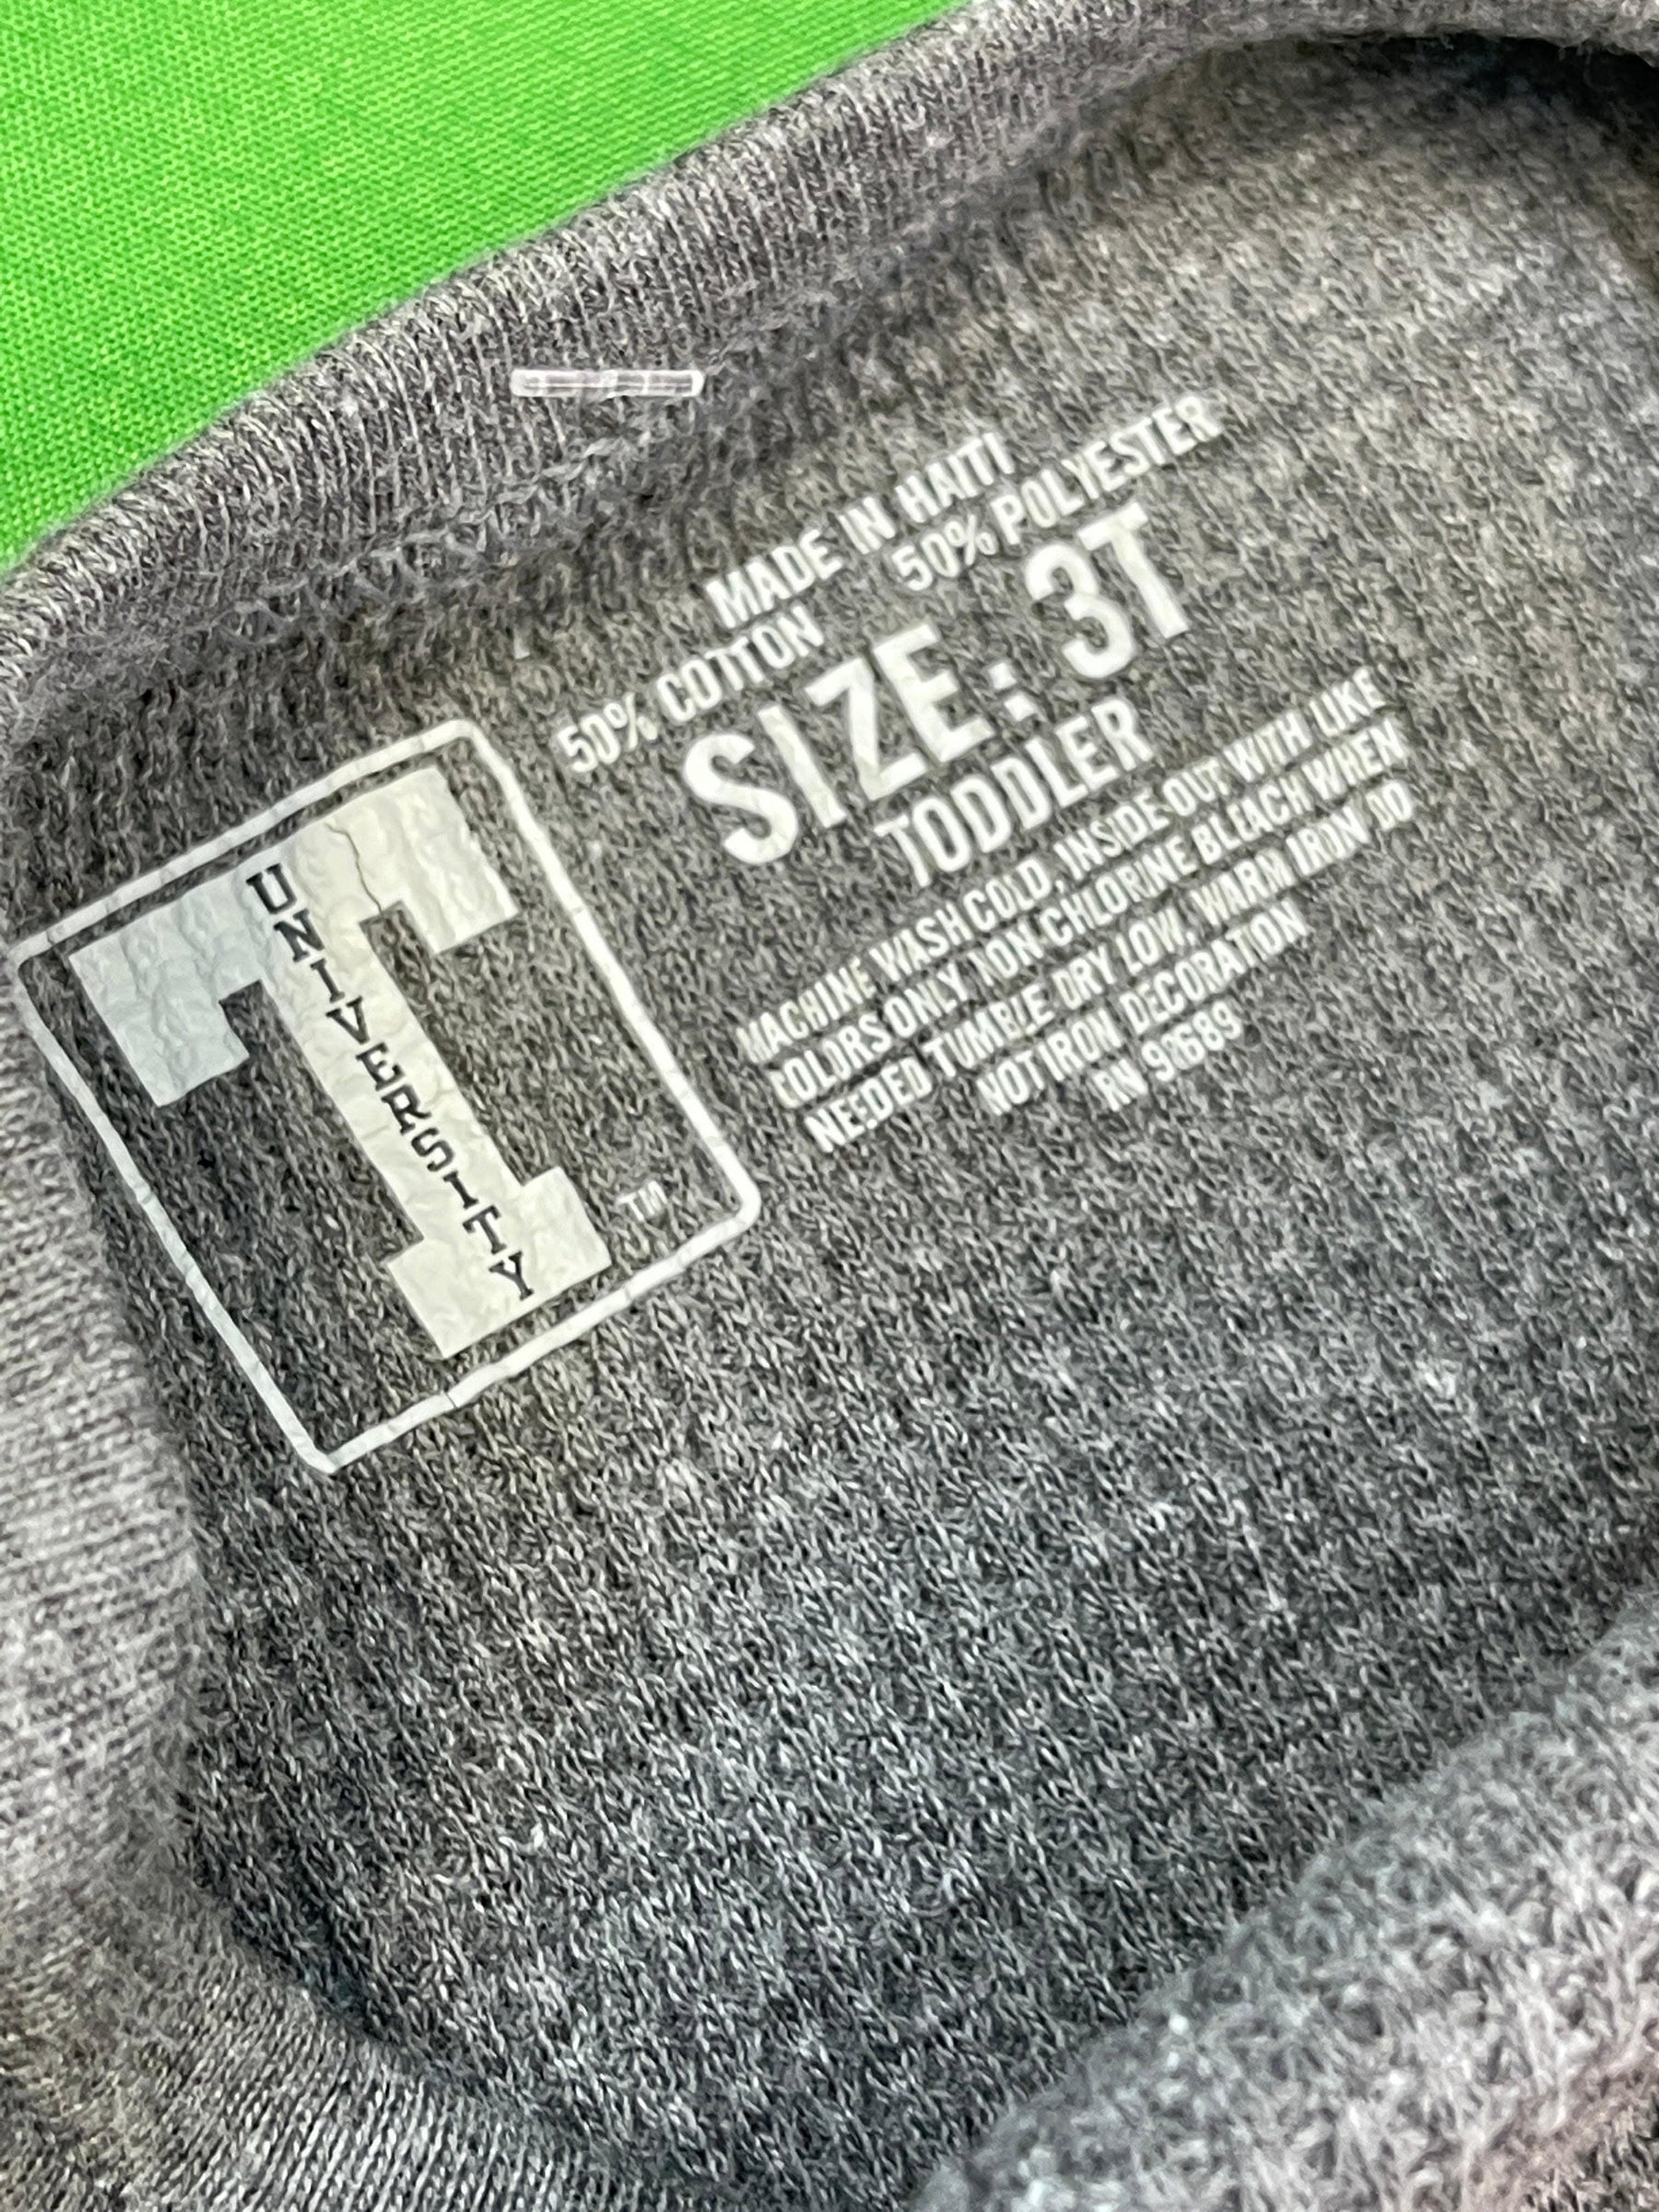 MADE IN HAITI
50% COTTON 50% POLYESTER
SIZE: 3T
TODDLER
MACHINE WASH COLD, INSIDE-OUT WITH LIKE
COLORS ONLY NON-CHLORINE BLEACH WHEN
NEEDED TUMBLE DRY LOW, WARM IRON DO
NOT IRON DECORATION
RN
UNIVERSITY
T
TM